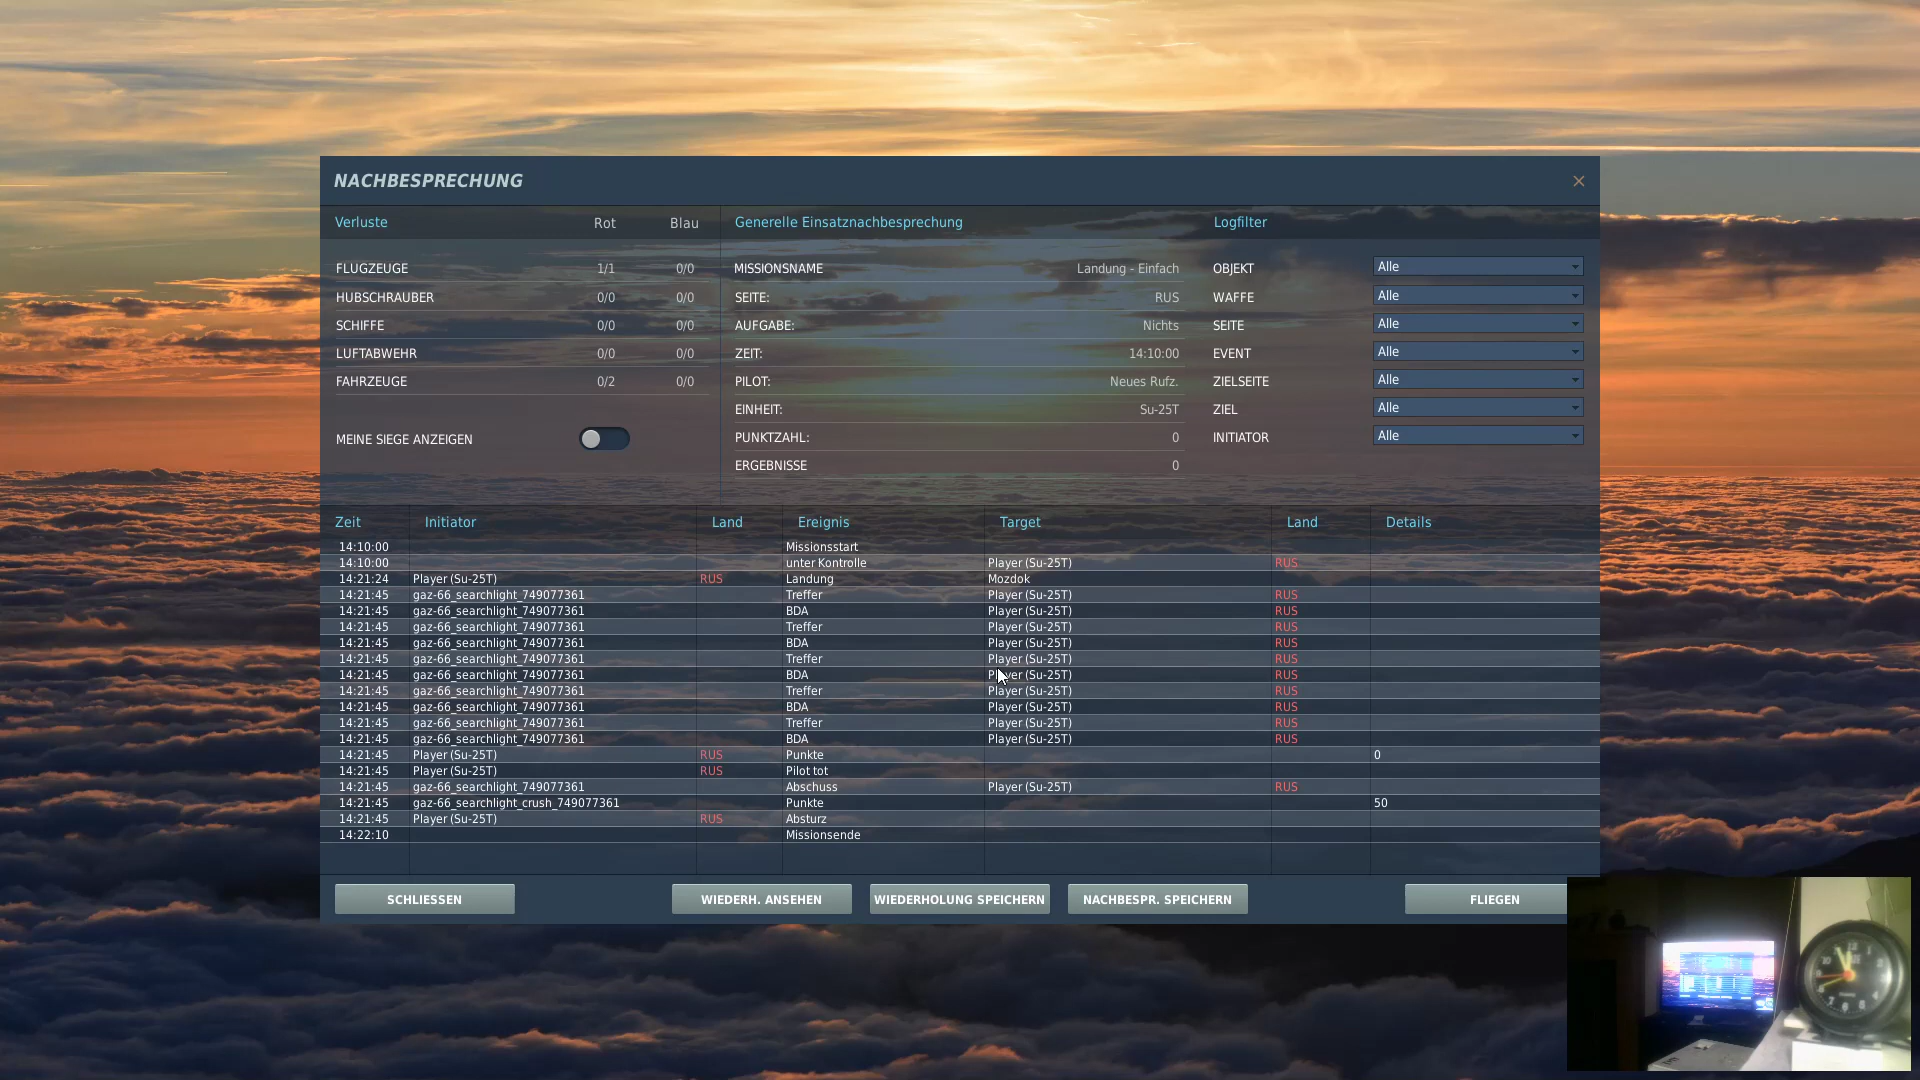 NACHBESPRECHUNG
Verluste Rot Blau
FLUGZEUGE 1/1 0/0
HUBSCHRAUBER 0/0 0/0
SCHIFFE 0/0 0/0
LUFTABWEHR 0/0 0/0
FAHRZEUGE 0/2 0/0
MEINE SIEGE ANZEIGEN
Generelle Einsatznachbesprechung
MISSIONSNAME Landung - Einfach
SEITE: RUS
AUFGABE: Nichts
ZEIT: 14:10:00
PILOT: Neues Rufz.
EINHEIT: Su-25T
PUNKTZAHL: 0
ERGEBNISSE 0
Logfilter
OBJEKT Alle
WAFFE Alle
SEITE Alle
EVENT Alle
ZIELSEITE Alle
ZIEL Alle
INITIATOR Alle
Zeit Initiator Land Ereignis Target Land Details
14:10:00 Missionsstart
14:10:00 unter Kontrolle Player (Su-25T) RUS
14:21:24 Player (Su-25T) RUS Landung Mozdok
14:21:45 gaz-66_searchlight_749077361 Treffer Player (Su-25T) RUS
14:21:45 gaz-66_searchlight_749077361 BDA Player (Su-25T) RUS
14:21:45 gaz-66_searchlight_749077361 Treffer Player (Su-25T) RUS
14:21:45 gaz-66_searchlight_749077361 BDA Player (Su-25T) RUS
14:21:45 gaz-66_searchlight_749077361 Treffer Player (Su-25T) RUS
14:21:45 gaz-66_searchlight_749077361 BDA Player (Su-25T) RUS
14:21:45 gaz-66_searchlight_749077361 Treffer Player (Su-25T) RUS
14:21:45 gaz-66_searchlight_749077361 BDA Player (Su-25T) RUS
14:21:45 gaz-66_searchlight_749077361 Treffer Player (Su-25T) RUS
14:21:45 gaz-66_searchlight_749077361 BDA Player (Su-25T) RUS
14:21:45 Player (Su-25T) RUS Punkte 0
14:21:45 Player (Su-25T) RUS Pilot tot
14:21:45 gaz-66_searchlight_749077361 Abschuss Player (Su-25T) RUS
14:21:45 gaz-66_searchlight_crush_749077361 Punkte 50
14:21:45 Player (Su-25T) RUS Absturz
14:22:10 Missionsende
SCHLIESSEN WIEDERH. ANSEHEN WIEDERHOLUNG SPEICHERN NACHBESPR. SPEICHERN FLIEGEN